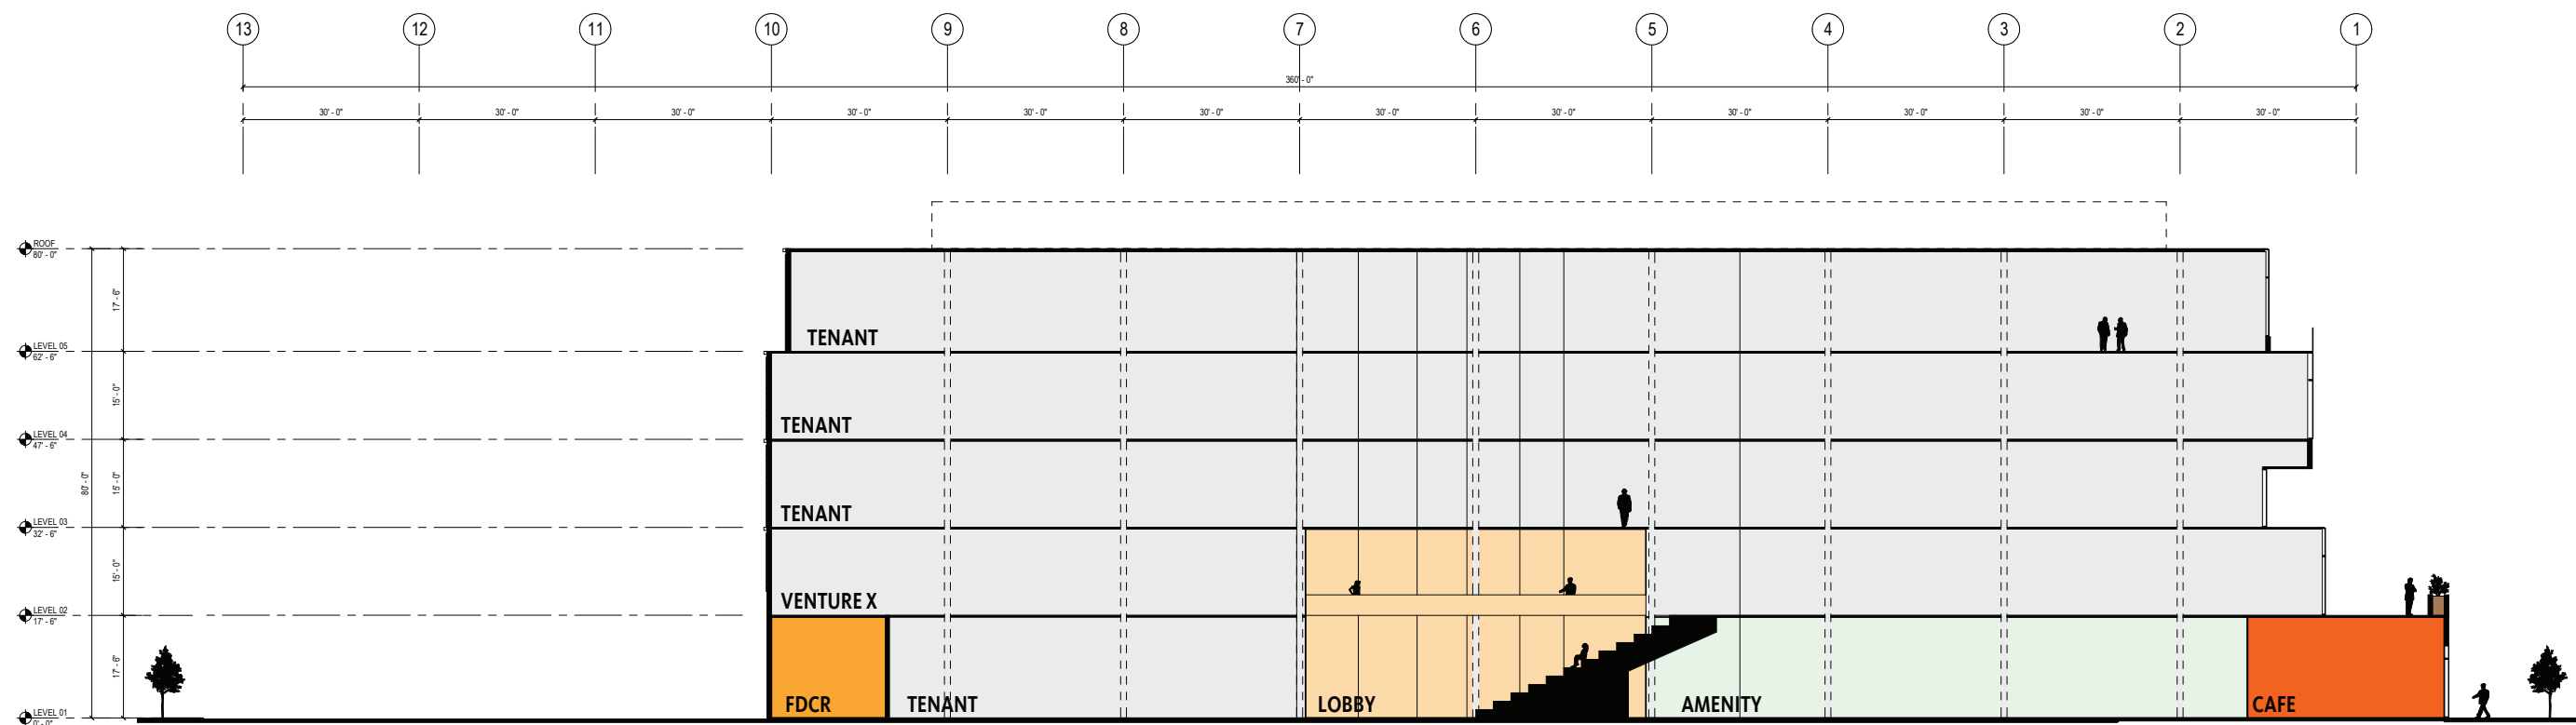 13 12 11 10 9 8 7 6 5 4 3 2 1
360' - 0"
30' - 0" 30' - 0" 30' - 0" 30' - 0" 30' - 0" 30' - 0" 30' - 0" 30' - 0" 30' - 0" 30' - 0" 30' - 0" 30' - 0"
ROOF
80' - 0"
17' - 6"
TENANT
LEVEL 05
62' - 6"
15' - 0"
TENANT
LEVEL 04
47' - 6"
80' - 0"
15' - 0"
TENANT
LEVEL 03
32' - 6"
15' - 0"
VENTURE X
LEVEL 02
17' - 6"
17' - 6"
FDCR TENANT LOBBY AMENITY CAFE
LEVEL 01
0' - 0"